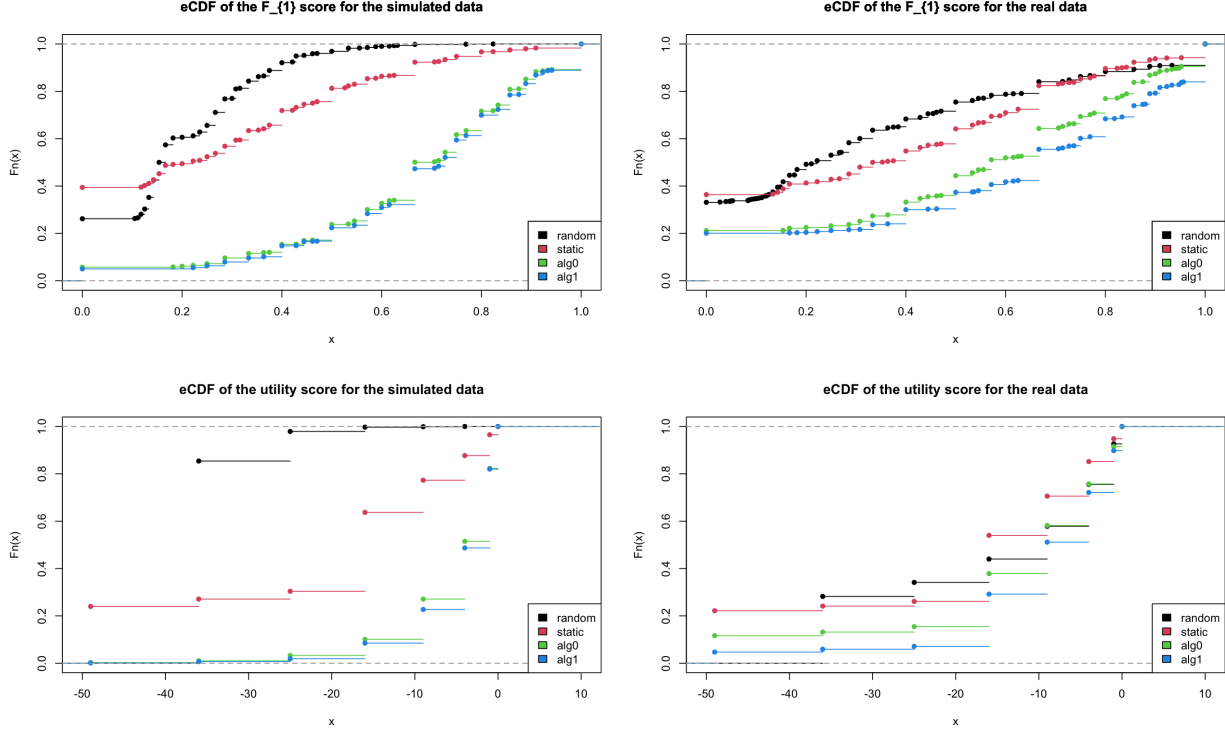 eCDF of the F_{1} score for the simulated data
Fn(x)
1.0
0.8
0.6
0.4
0.2
0.0
0.0 0.2 0.4 0.6 0.8 1.0
x
random
static
alg0
alg1
eCDF of the F_{1} score for the real data
Fn(x)
1.0
0.8
0.6
0.4
0.2
0.0
0.0 0.2 0.4 0.6 0.8 1.0
x
random
static
alg0
alg1
eCDF of the utility score for the simulated data
Fn(x)
1.0
0.8
0.6
0.4
0.2
0.0
-50 -40 -30 -20 -10 0 10
x
random
static
alg0
alg1
eCDF of the utility score for the real data
Fn(x)
1.0
0.8
0.6
0.4
0.2
0.0
-50 -40 -30 -20 -10 0 10
x
random
static
alg0
alg1